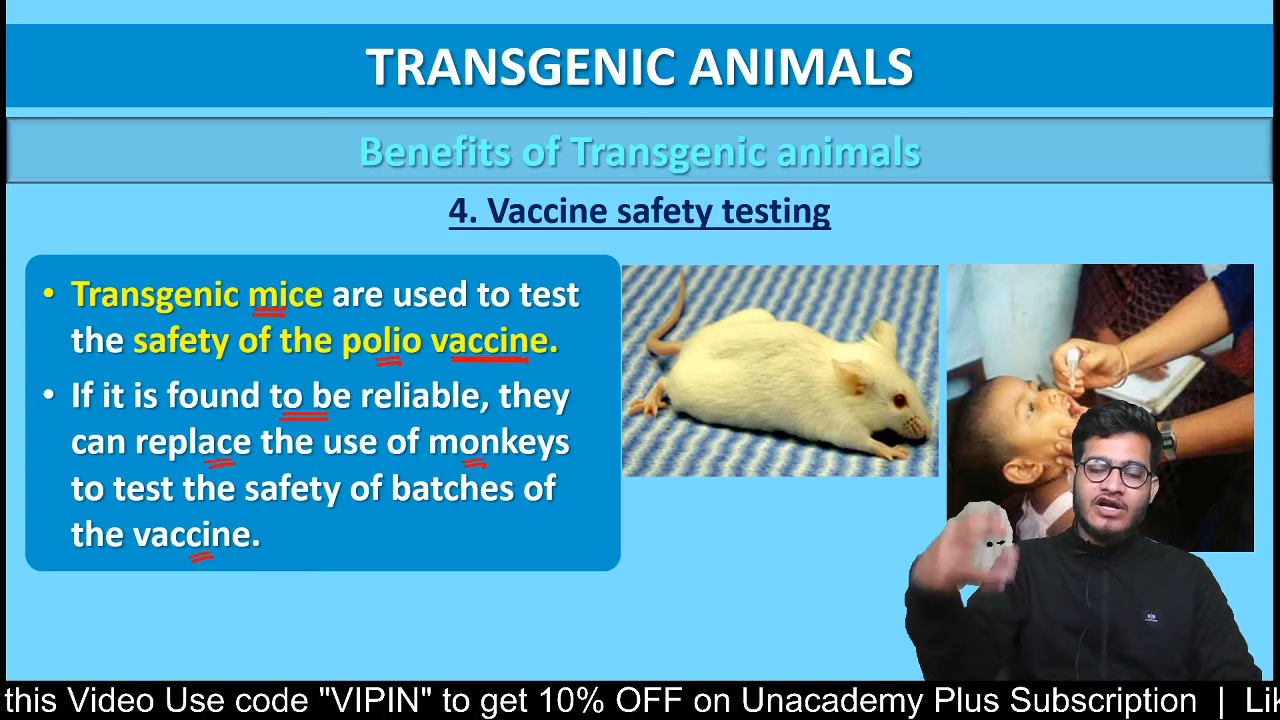 TRANSGENIC ANIMALS
Benefits of Transgenic animals
4. Vaccine safety testing
• Transgenic mice are used to test
the safety of the polio vaccine.
• If it is found to be reliable, they
can replace the use of monkeys
to test the safety of batches of
the vaccine.
this Video Use code "VIPIN" to get 10% OFF on Unacademy Plus Subscription | Lik